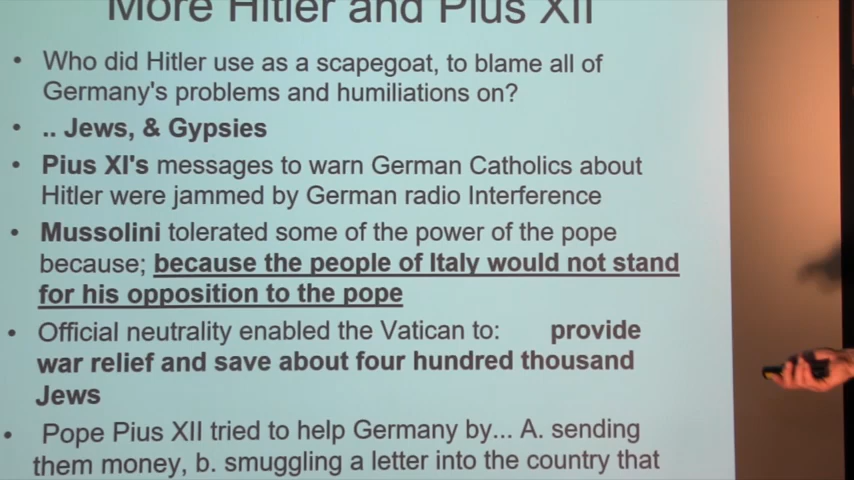 More Hitler and Pius XII
• Who did Hitler use as a scapegoat, to blame all of
Germany's problems and humiliations on?
• .. Jews, & Gypsies
• Pius XI's messages to warn German Catholics about
Hitler were jammed by German radio Interference
• Mussolini tolerated some of the power of the pope
because; because the people of Italy would not stand
for his opposition to the pope
• Official neutrality enabled the Vatican to: provide
war relief and save about four hundred thousand
Jews
• Pope Pius XII tried to help Germany by... A. sending
them money, b. smuggling a letter into the country that